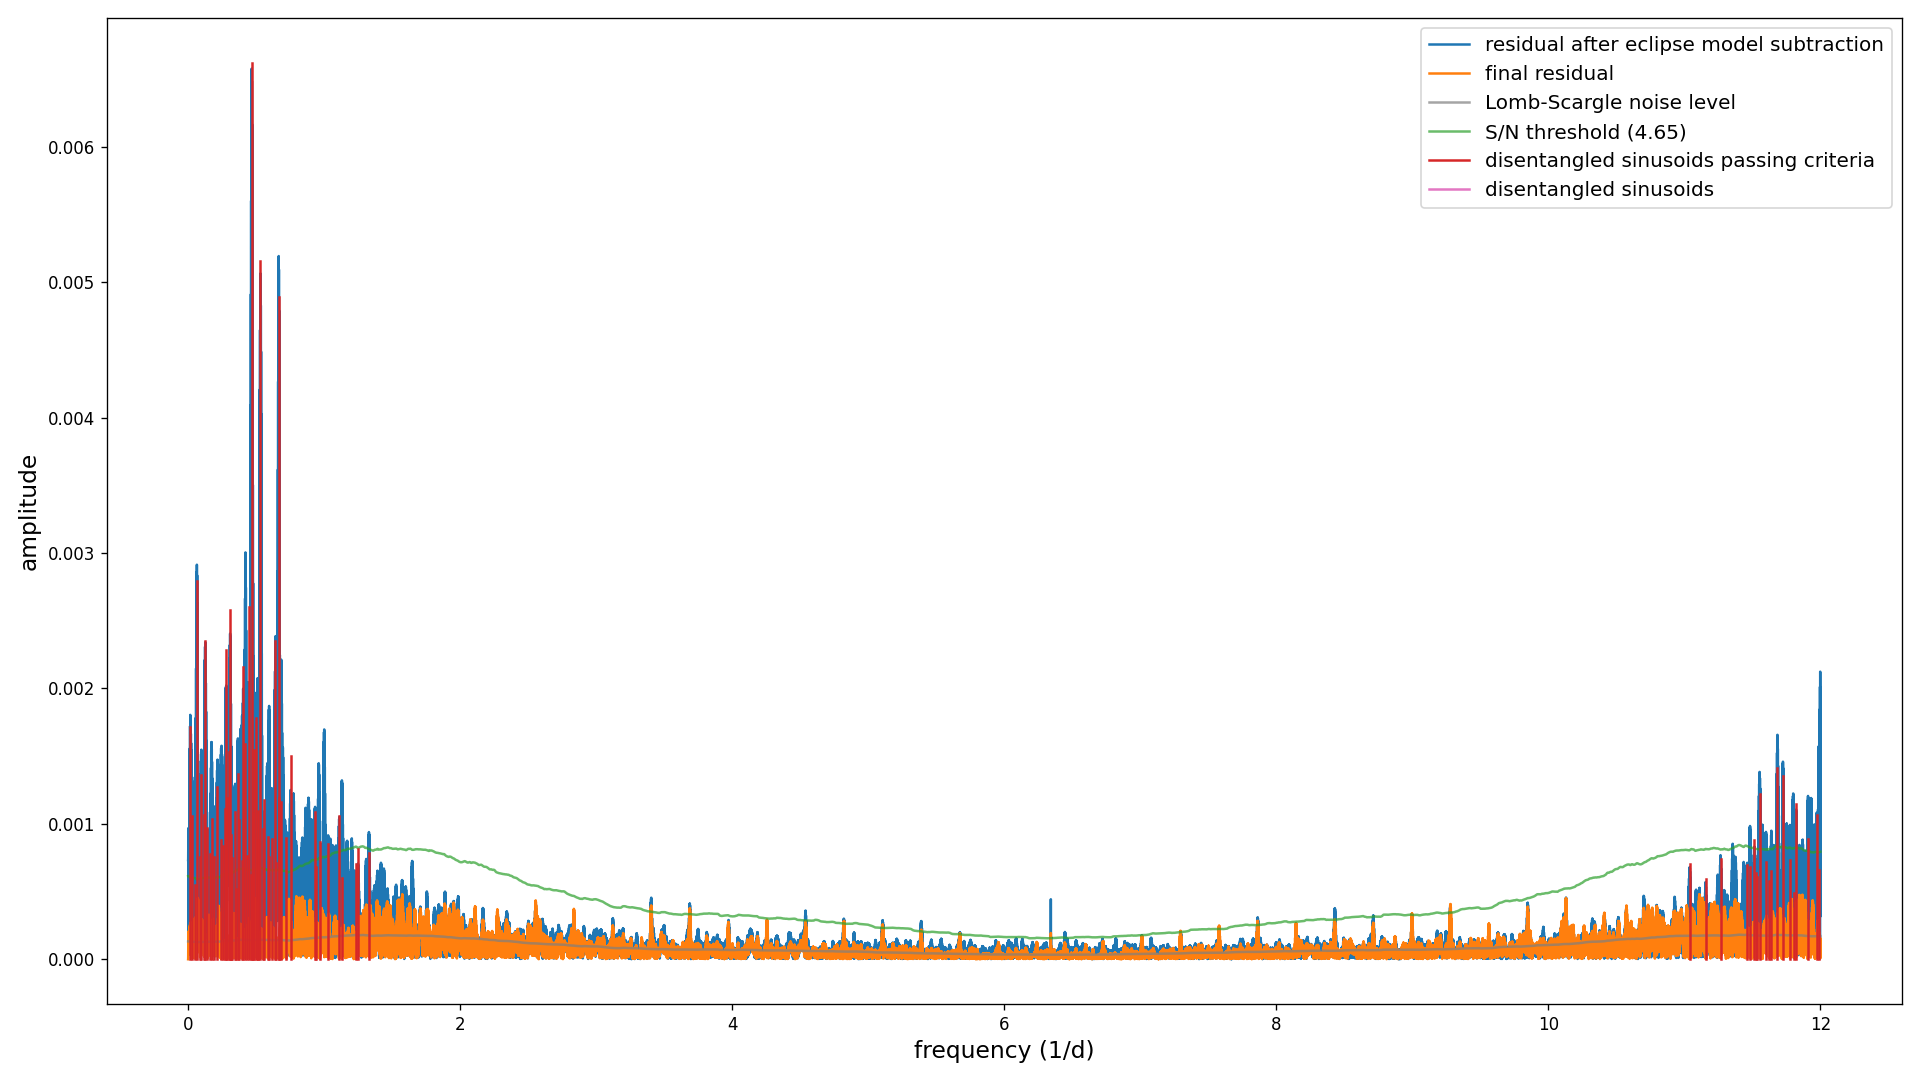 residual after eclipse model subtraction
final residual
Lomb-Scargle noise level
S/N threshold (4.65)
disentangled sinusoids passing criteria
disentangled sinusoids
amplitude
0.006
0.005
0.004
0.003
0.002
0.001
0.000
0 2 4 6 8 10 12
frequency (1/d)